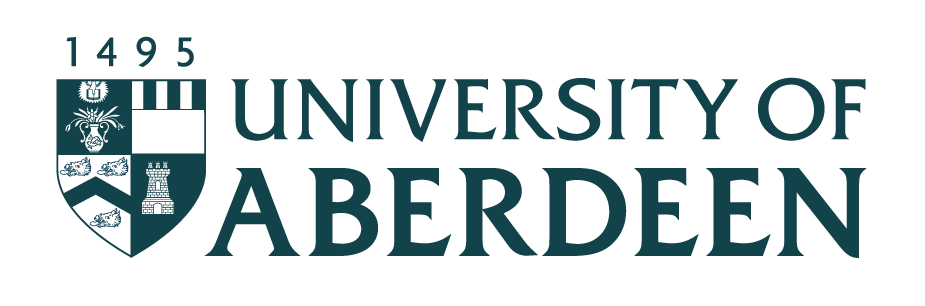 1495
UNIVERSITY OF
ABERDEEN